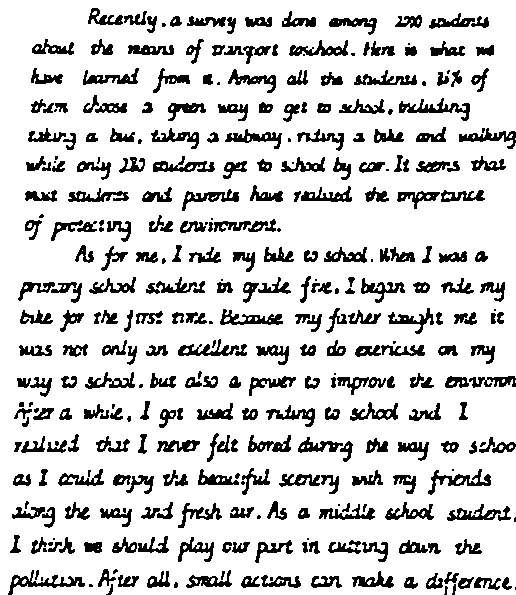 Recently, a survey was done among 2000 students
about the means of transport toschool. Here is what we
have learned from it. Among all the students, % of
them choose a green way to get to school, including
taking a bus, taking a subway, riding a bike and walking
while only 280 students get to school by car. It seems that
most students and parents have realised the importance
of protecting the environment.
As for me, I ride my bike to school. When I was a
primary school student in grade five, I began to ride my
bike for the first time. Because my father taught me it
was not only an excellent way to do exericise on my
way to school, but also a power to improve the environm
After a while, I got used to riding to school and I
realised that I never felt bored during the way to schoo
as I could enjoy the beautiful scenery with my friends
along the way and fresh air. As a middle school student,
I think we should play our part in cutting down the
pollution. After all, small actions can make a difference.